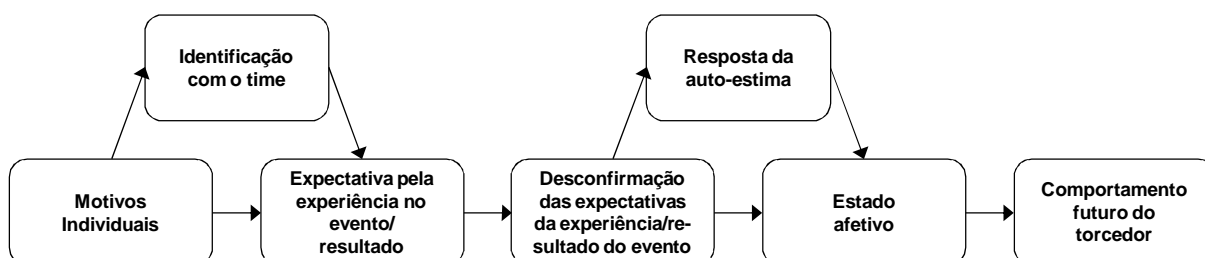 Identificação
com o time
Resposta da
auto-estima
Motivos
Individuais
Expectativa pela
experiência no
evento/
resultado
Desconfirmação
das expectativas
da experiência/re-
sultado do evento
Estado
afetivo
Comportamento
futuro do
torcedor